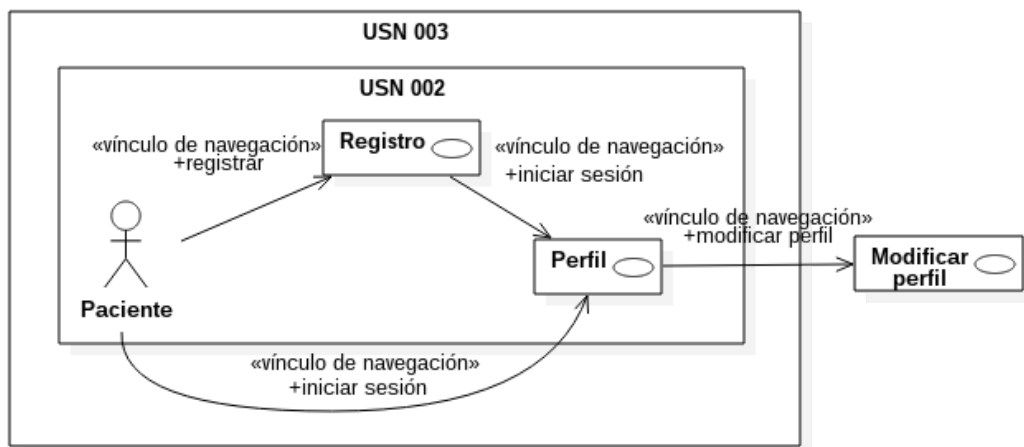 USN 003
USN 002
«vínculo de navegación»
+registrar
Registro
«vínculo de navegación»
+iniciar sesión
Paciente
Perfil
«vínculo de navegación»
+modificar perfil
Modificar
perfil
«vínculo de navegación»
+iniciar sesión